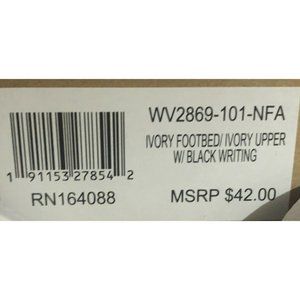 WV2869-101-NFA
IVORY FOOTBED/ IVORY UPPER
W/ BLACK WRITING
1 91153 27854 2
RN164088
MSRP $42.00